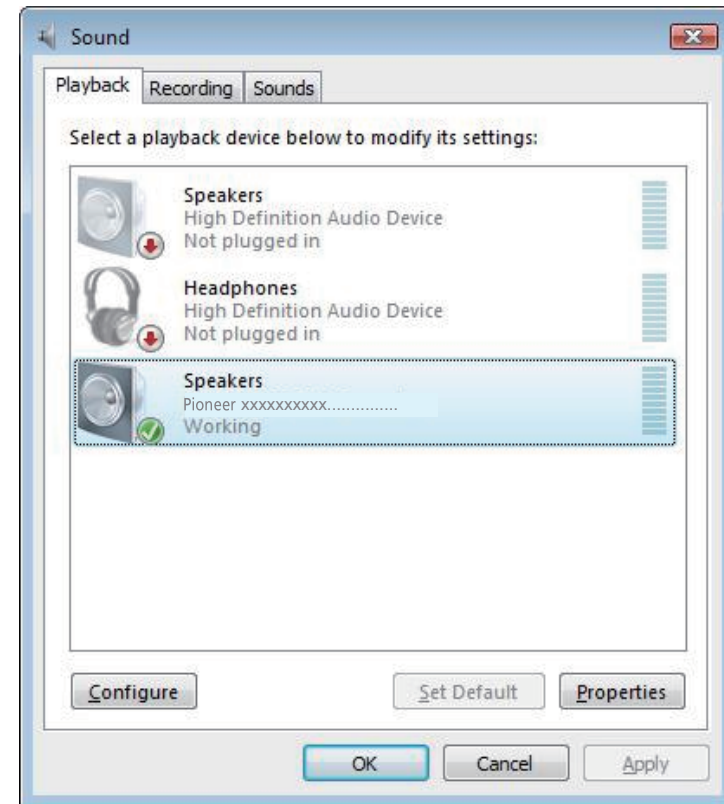 Sound
Playback Recording Sounds
Select a playback device below to modify its settings:
Speakers
High Definition Audio Device
Not plugged in
Headphones
High Definition Audio Device
Not plugged in
Speakers
Pioneer xxxxxxxxxx...............
Working
Configure Set Default Properties
OK Cancel Apply